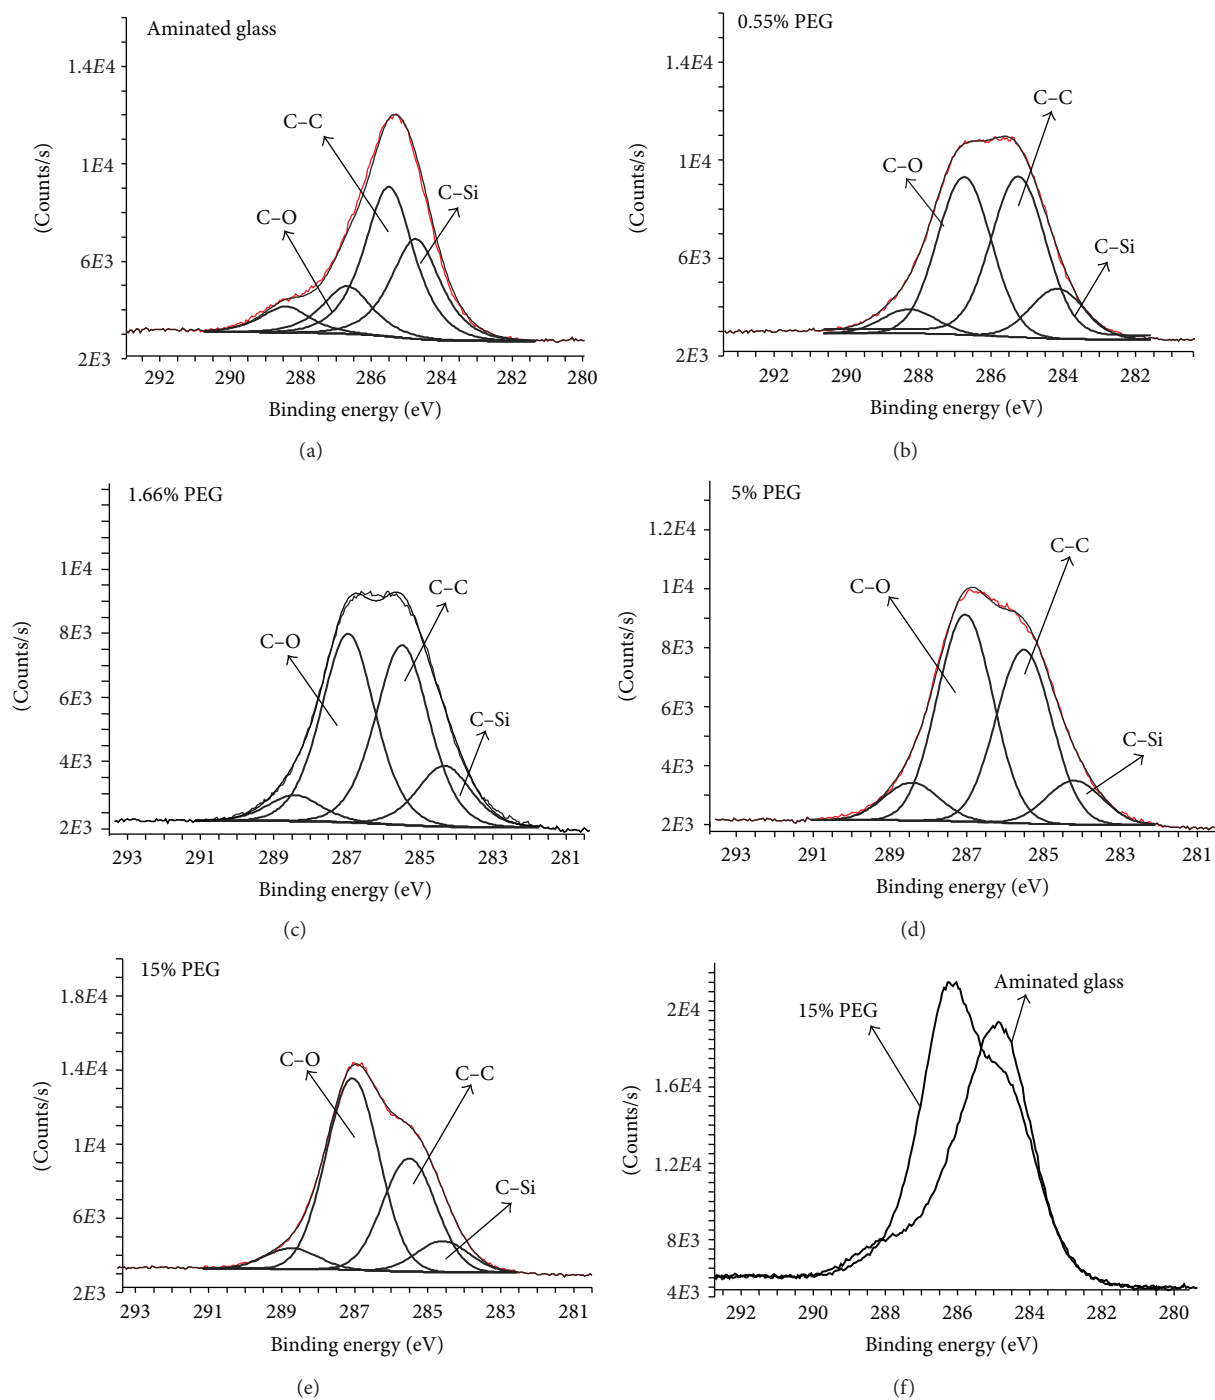 Aminated glass
1.4E4
1E4
6E3
2E3
C–C
C–Si
C–O
(Counts/s)
292 290 288 286 284 282 280
Binding energy (eV)
(a)
0.55% PEG
1.4E4
1E4
6E3
2E3
C–C
C–O
C–Si
(Counts/s)
292 290 288 286 284 282
Binding energy (eV)
(b)
1.66% PEG
1E4
8E3
6E3
4E3
2E3
C–C
C–O
C–Si
(Counts/s)
293 291 289 287 285 283 281
Binding energy (eV)
(c)
5% PEG
1.2E4
1E4
8E3
6E3
4E3
2E3
C–C
C–O
C–Si
(Counts/s)
293 291 289 287 285 283 281
Binding energy (eV)
(d)
15% PEG
1.8E4
1.4E4
1E4
6E3
2E3
C–O
C–C
C–Si
(Counts/s)
293 291 289 287 285 283 281
Binding energy (eV)
(e)
Aminated glass
15% PEG
2E4
1.6E4
1.2E4
8E3
4E3
(Counts/s)
292 290 288 286 284 282 280
Binding energy (eV)
(f)